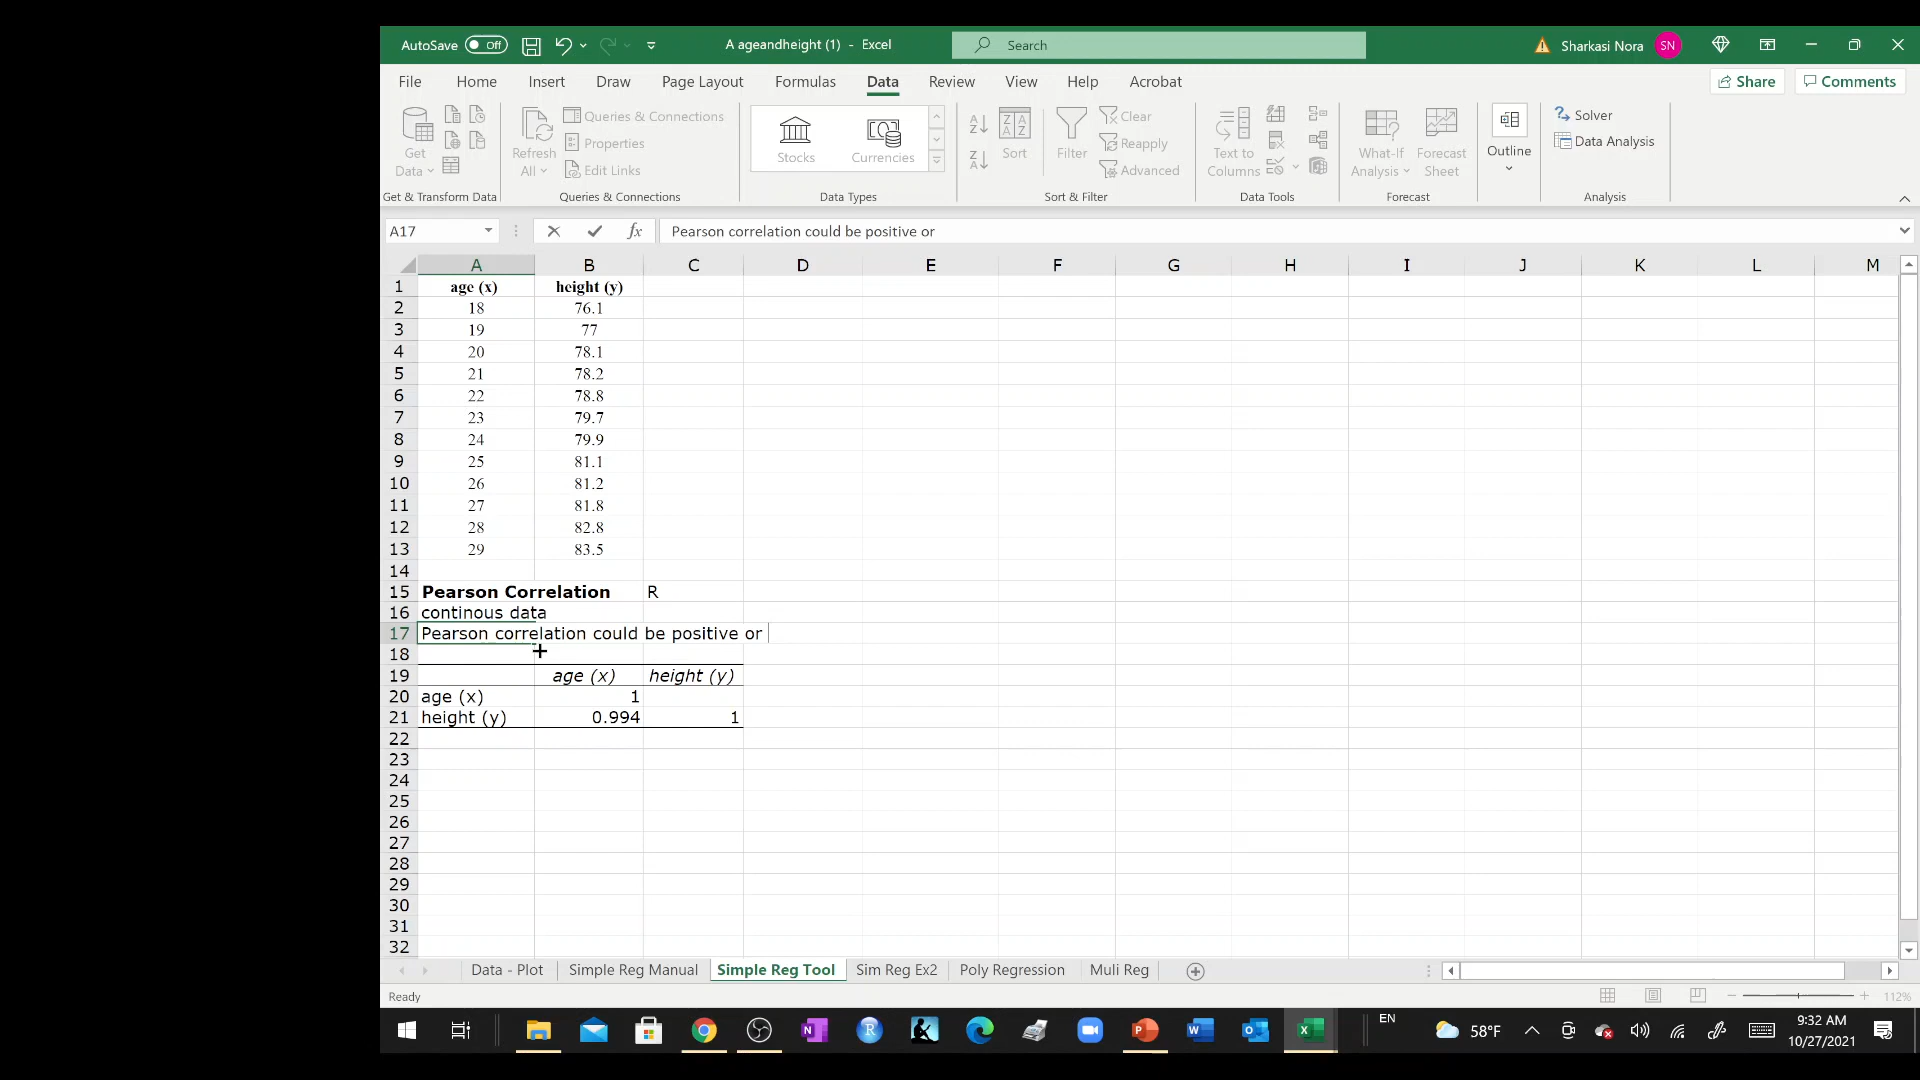 AutoSave Off A ageandheight (1) - Excel Search Sharkasi Nora SN
File Home Insert Draw Page Layout Formulas Data Review View Help Acrobat Share Comments
Get Data Refresh All Queries & Connections Properties Edit Links Stocks Currencies Sort Filter Clear Reapply Advanced Text to Columns What-If Analysis Forecast Sheet Outline Solver Data Analysis
Get & Transform Data Queries & Connections Data Types Sort & Filter Data Tools Forecast Analysis
A17 fx Pearson correlation could be positive or
A B C D E F G H I J K L M
1 age (x) height (y)
2 18 76.1
3 19 77
4 20 78.1
5 21 78.2
6 22 78.8
7 23 79.7
8 24 79.9
9 25 81.1
10 26 81.2
11 27 81.8
12 28 82.8
13 29 83.5
14
15 Pearson Correlation R
16 continous data
17 Pearson correlation could be positive or
18
19 age (x) height (y)
20 age (x) 1
21 height (y) 0.994 1
22
23
24
25
26
27
28
29
30
31
32
Data - Plot Simple Reg Manual Simple Reg Tool Sim Reg Ex2 Poly Regression Muli Reg
Ready 112%
EN 58°F 9:32 AM
10/27/2021